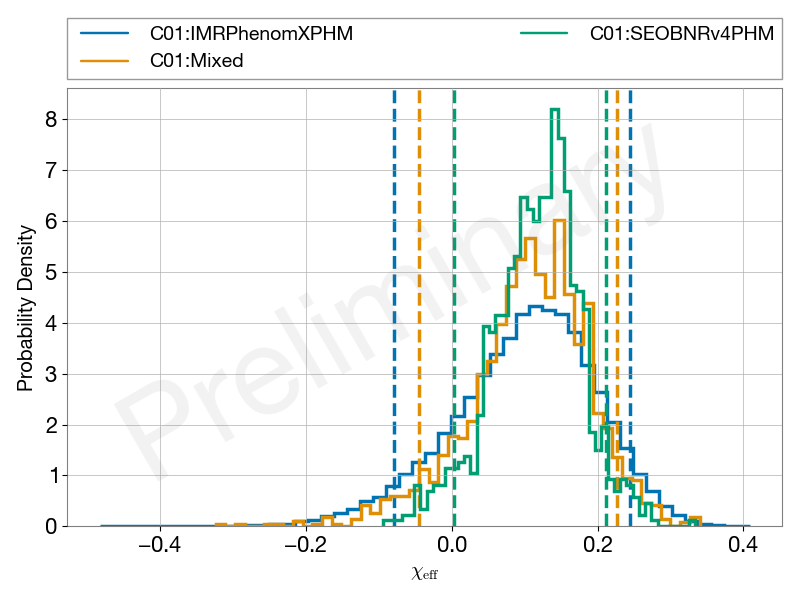 C01:IMRPhenomXPHM
C01:SEOBNRv4PHM
C01:Mixed
Probability Density
8
7
6
5
4
3
2
1
0
−0.4
−0.2
0.0
0.2
0.4
χeff
Preliminary